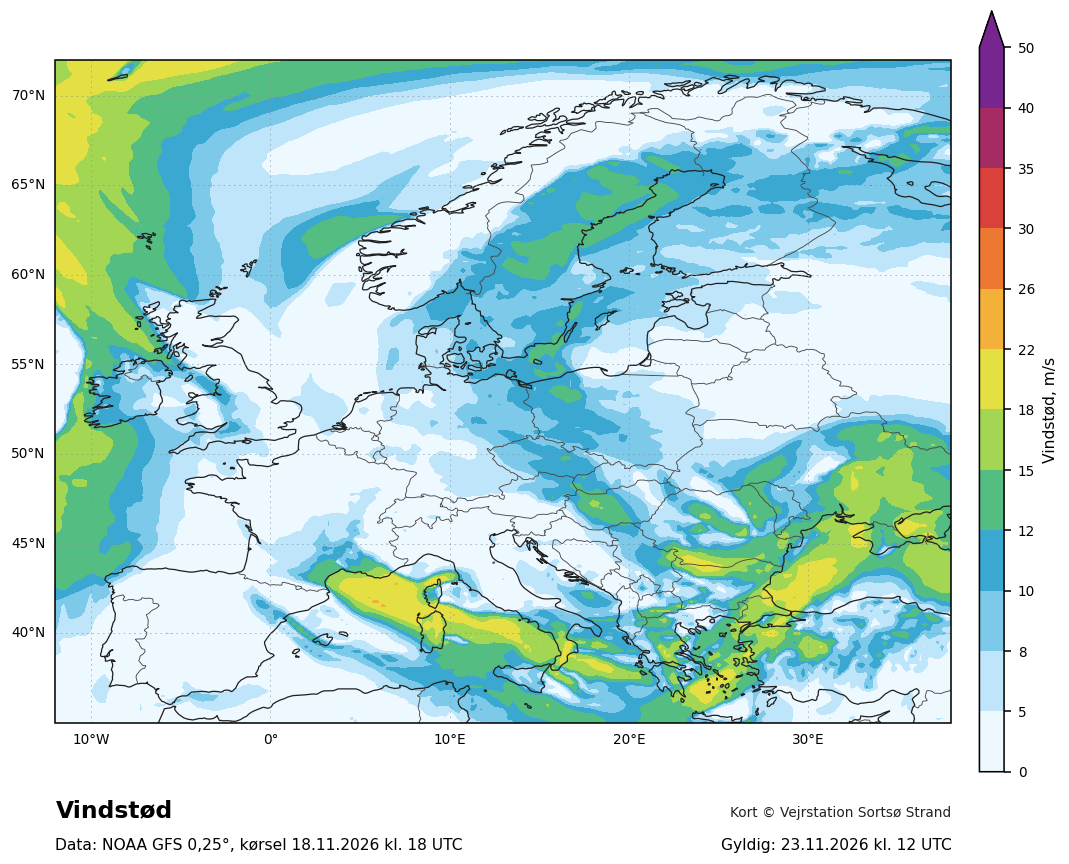 50
40
35
30
26
22
18
15
12
10
8
5
0
Vindstød, m/s
70°N
65°N
60°N
55°N
50°N
45°N
40°N
10°W
0°
10°E
20°E
30°E
Vindstød
Kort © Vejrstation Sortsø Strand
Data: NOAA GFS 0,25°, kørsel 18.11.2026 kl. 18 UTC
Gyldig: 23.11.2026 kl. 12 UTC